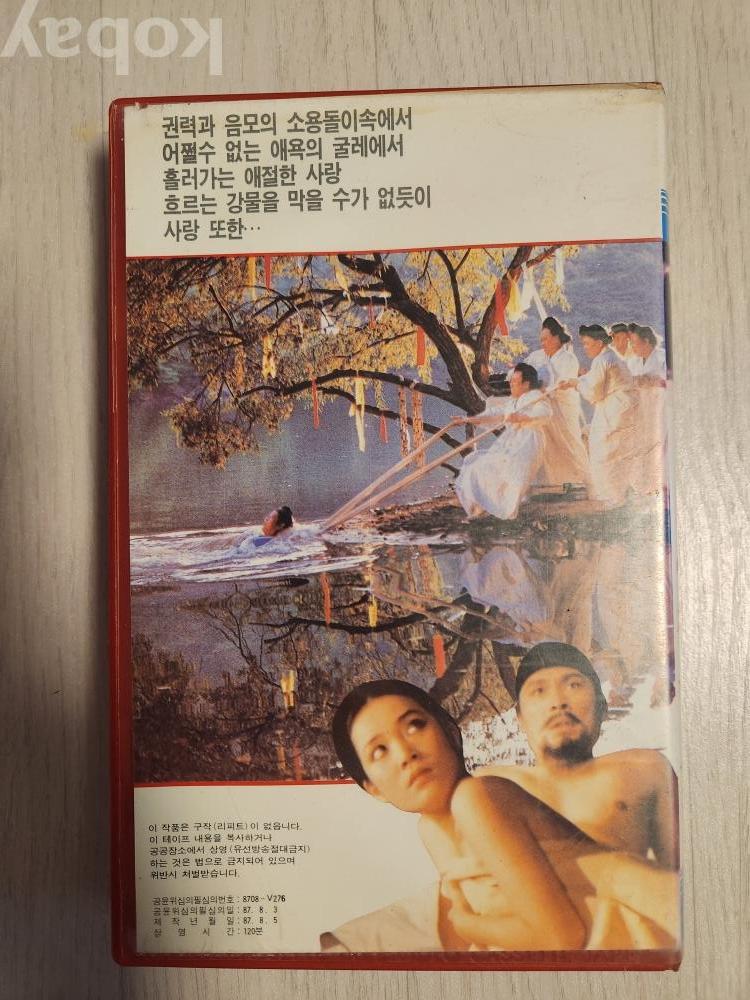 kobay
권력과 음모의 소용돌이속에서
어쩔수 없는 애욕의 굴레에서
흘러가는 애절한 사랑
흐르는 강물을 막을 수가 없듯이
사랑 또한…
이 작품은 구작(리피트)이 없읍니다.
이 테이프 내용을 복사하거나
공공장소에서 상영(유선방송절대금지)
하는 것은 법으로 금지되어 있으며
위반시 처벌받습니다.
공윤위심의필심의번호 : 8708-V276
공윤위심의필심의일 : 87. 8. 3
제 작 년 월 일 : 87. 8. 5
상 영 시 간 : 120분
CASSETTE TAPE